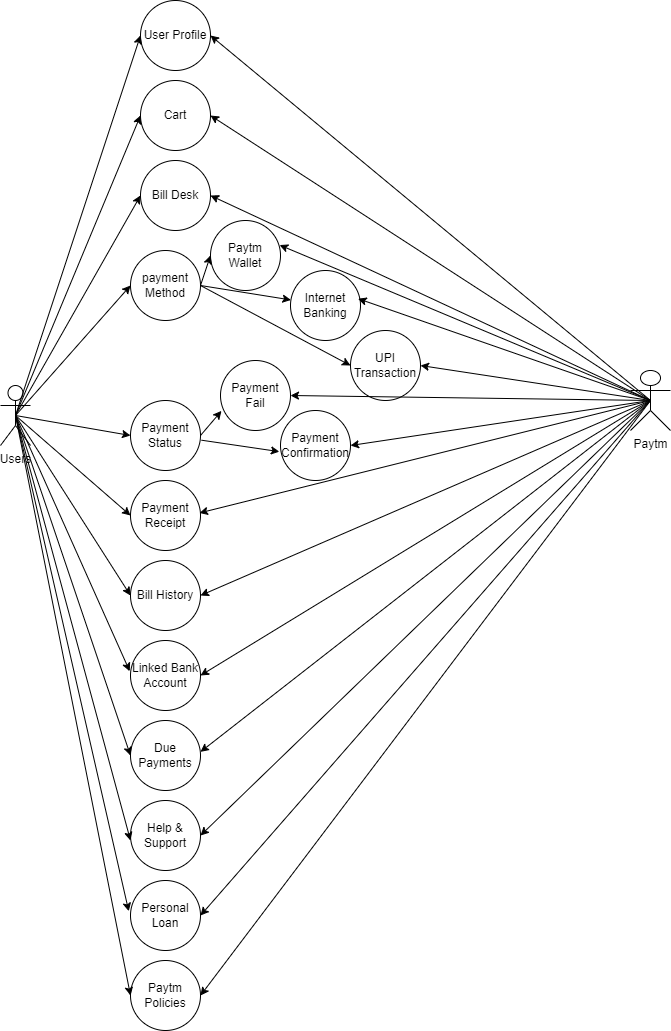 User Profile
Cart
Bill Desk
Paytm
Wallet
payment
Method
Internet
Banking
UPI
Transaction
Payment
Fail
Payment
Status
Payment
Confirmation
Users
Paytm
Payment
Receipt
Bill History
Linked Bank
Account
Due
Payments
Help &
Support
Personal
Loan
Paytm
Policies